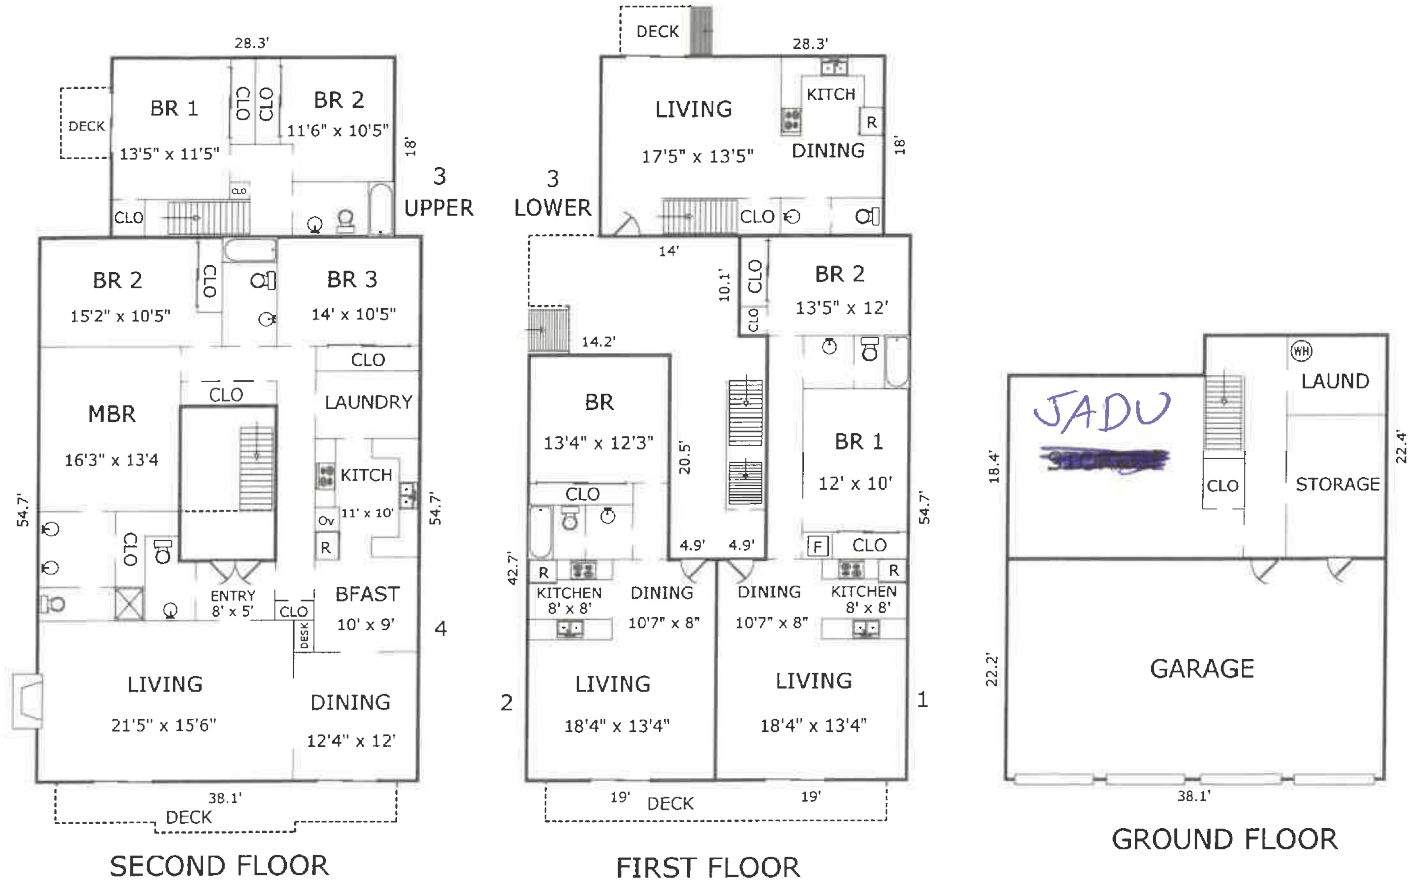 28.3'
DECK
BR 1
13'5" x 11'5"
CLO
CLO
BR 2
11'6" x 10'5"
18'
CLO
CLO
3
UPPER
BR 2
15'2" x 10'5"
CLO
BR 3
14' x 10'5"
CLO
CLO
MBR
16'3" x 13'4
LAUNDRY
KITCH
11' x 10'
Ov
R
54.7'
54.7'
CLO
ENTRY
8' x 5'
CLO
DESK
BFAST
10' x 9'
4
LIVING
21'5" x 15'6"
DINING
12'4" x 12'
38.1'
DECK
SECOND FLOOR
DECK
28.3'
LIVING
17'5" x 13'5"
KITCH
R
DINING
18'
3
LOWER
CLO
14'
10.1'
CLO
CLO
BR 2
13'5" x 12'
14.2'
BR
13'4" x 12'3"
CLO
20.5'
BR 1
12' x 10'
F
CLO
54.7'
42.7'
4.9'
4.9'
R
KITCHEN
8' x 8'
DINING
10'7" x 8"
DINING
10'7" x 8"
R
KITCHEN
8' x 8'
2
LIVING
18'4" x 13'4"
LIVING
18'4" x 13'4"
1
19'
DECK
19'
FIRST FLOOR
WH
LAUND
JADU
18.4'
CLO
STORAGE
22.4'
22.2'
GARAGE
38.1'
GROUND FLOOR